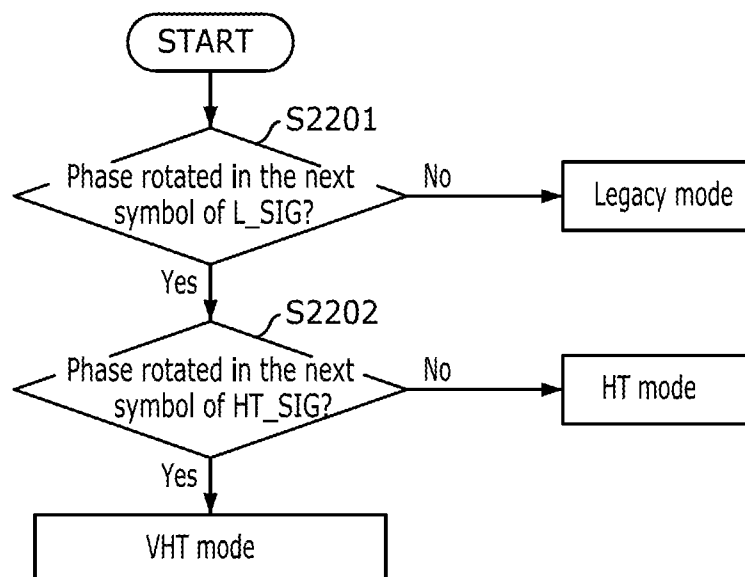 START
S2201
Phase rotated in the next
symbol of L_SIG?
No
Legacy mode
Yes
S2202
Phase rotated in the next
symbol of HT_SIG?
No
HT mode
Yes
VHT mode